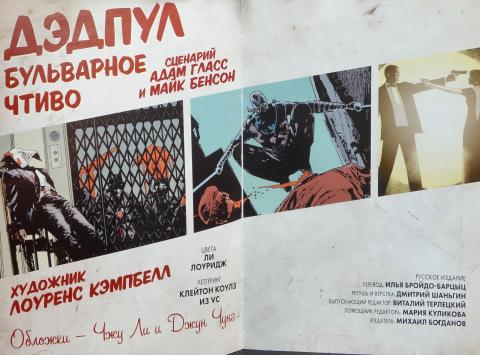 ДЭДПУЛ
БУЛЬВАРНОЕ
ЧТИВО
СЦЕНАРИЙ
АДАМ ГЛАСС
И МАЙК БЕНСОН
ХУДОЖНИК
ЛОУРЕНС КЭМПБЕЛЛ
ЦВЕТА
ЛИ
ЛОУРИДЖ
ЛЕТТЕРИНГ
КЛЕЙТОН КОУЛЗ
ИЗ VC
Обложки – Чжу Ли и Джун Чунг
РУССКОЕ ИЗДАНИЕ
ПЕРЕВОД: ИЛЬЯ БРОЙДО-БАРЦЫЦ
РЕТУШЬ И ВЕРСТКА: ДМИТРИЙ ШАНЬГИН
ВЫПУСКАЮЩИЙ РЕДАКТОР: ВИТАЛИЙ ТЕРЛЕЦКИЙ
ПОМОЩНИК РЕДАКТОРА: МАРИЯ КУЛИКОВА
ИЗДАТЕЛЬ: МИХАИЛ БОГДАНОВ